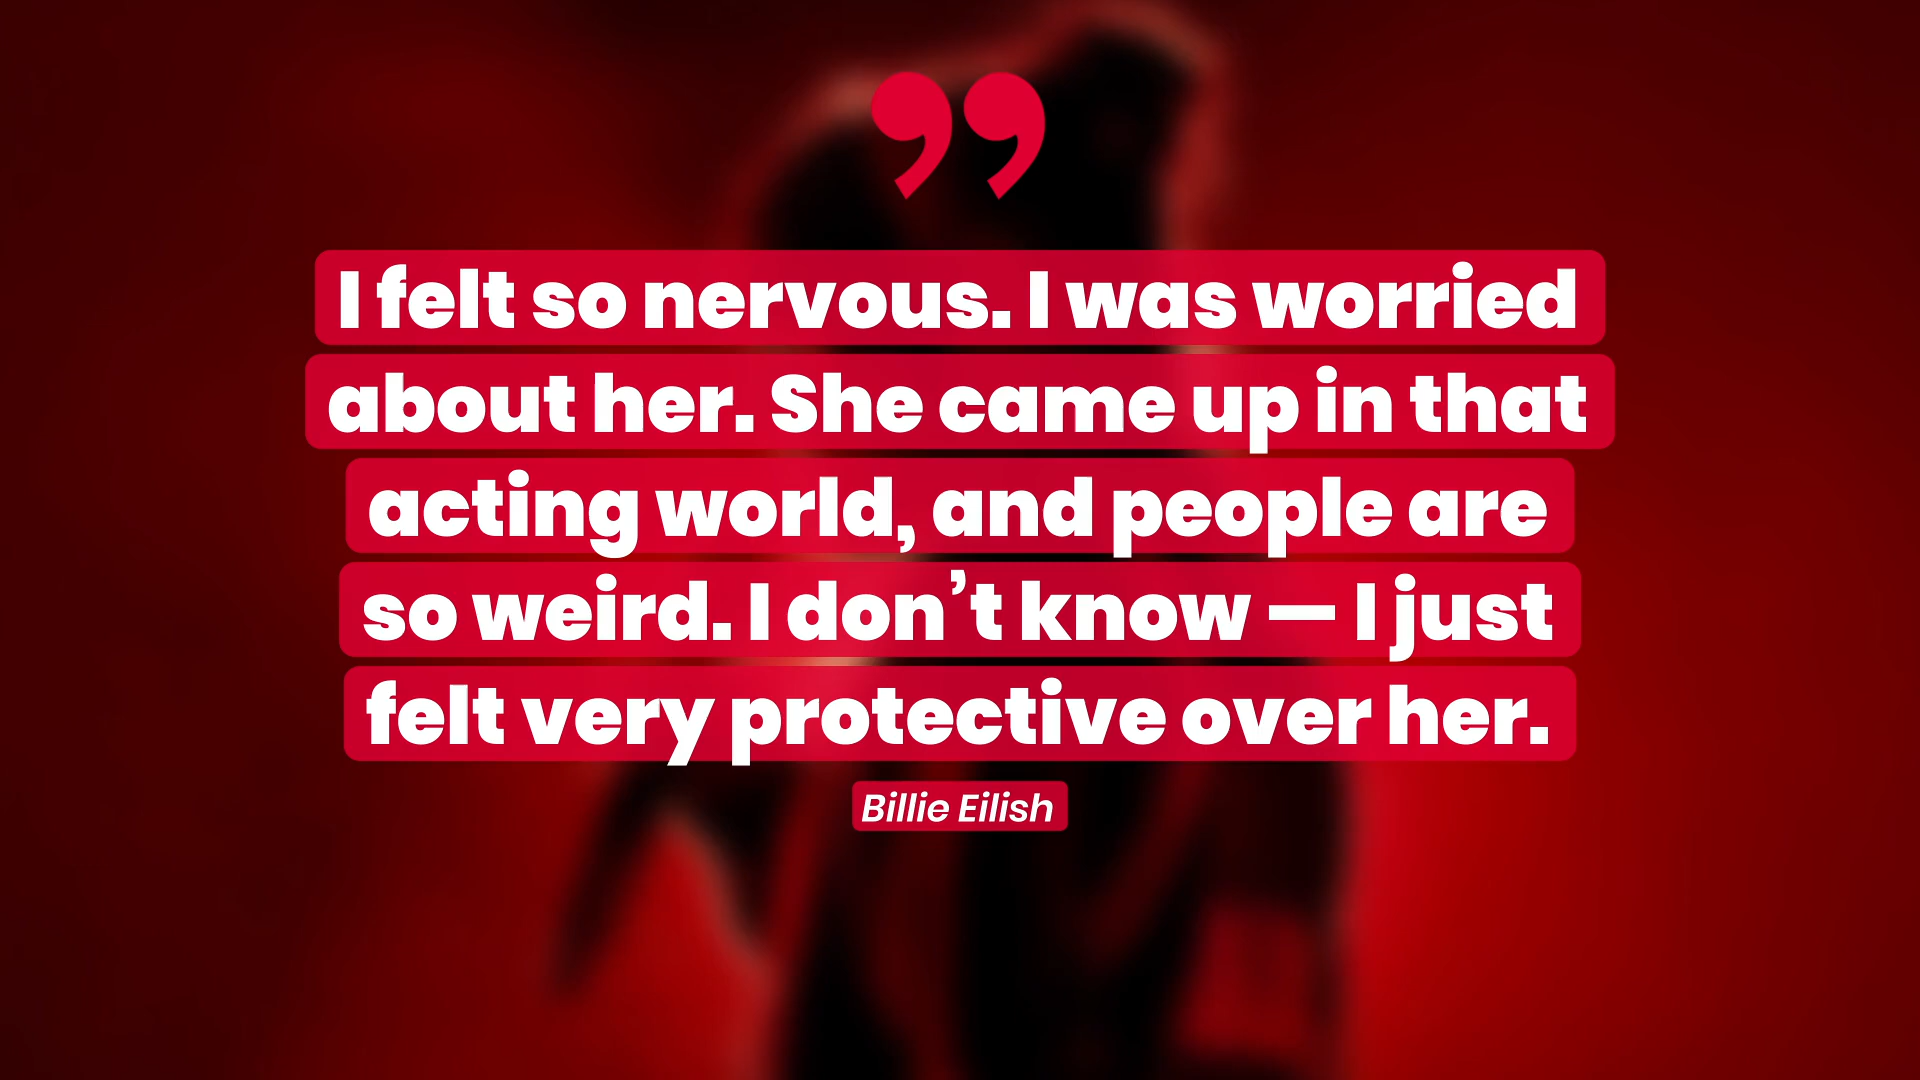 ”
I felt so nervous. I was worried
about her. She came up in that
acting world, and people are
so weird. I don’t know — I just
felt very protective over her.
Billie Eilish